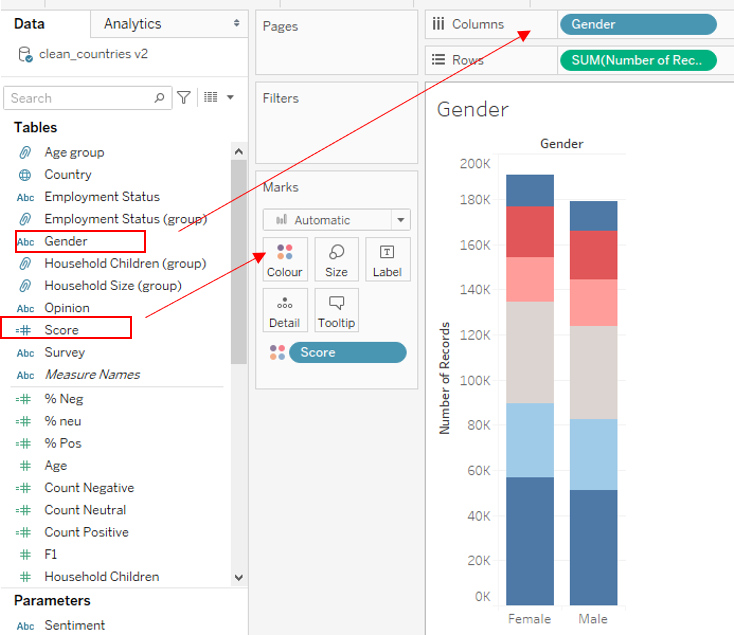 Data
Analytics
clean_countries v2
Search
Tables
Age group
Country
Employment Status
Employment Status (group)
Abc Gender
Household Children (group)
Household Size (group)
Abc Opinion
=# Score
Abc Survey
Abc Measure Names
=# % Neg
=# % neu
=# % Pos
# Age
=# Count Negative
=# Count Neutral
=# Count Positive
# F1
# Household Children
Parameters
Abc Sentiment
Pages
Filters
Marks
Automatic
Colour
Size
Label
Detail
Tooltip
Score
Columns
Gender
Rows
SUM(Number of Rec..
Gender
Gender
Number of Records
200K
180K
160K
140K
120K
100K
80K
60K
40K
20K
0K
Female
Male